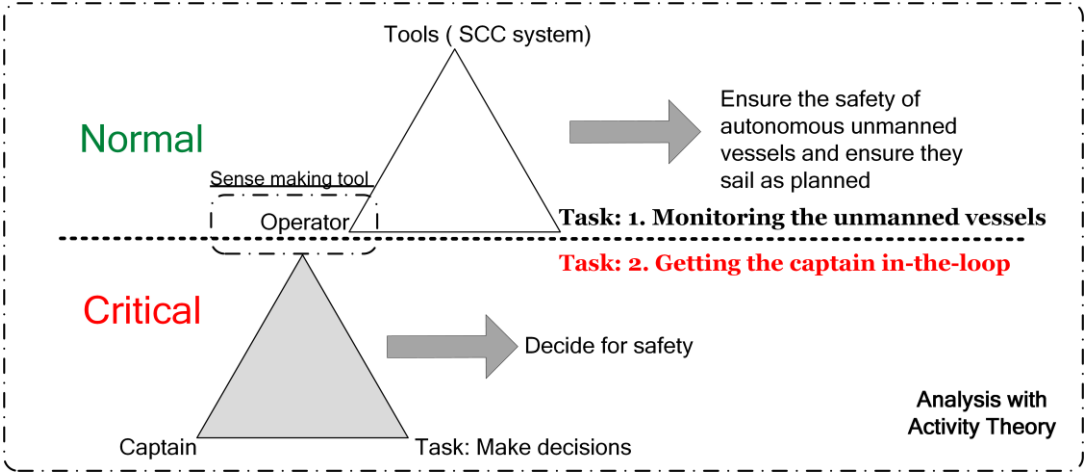 Tools ( SCC system)
Normal
Ensure the safety of
autonomous unmanned
vessels and ensure they
sail as planned
Sense making tool
Operator
Task: 1. Monitoring the unmanned vessels
Task: 2. Getting the captain in-the-loop
Critical
Decide for safety
Captain
Task: Make decisions
Analysis with
Activity Theory